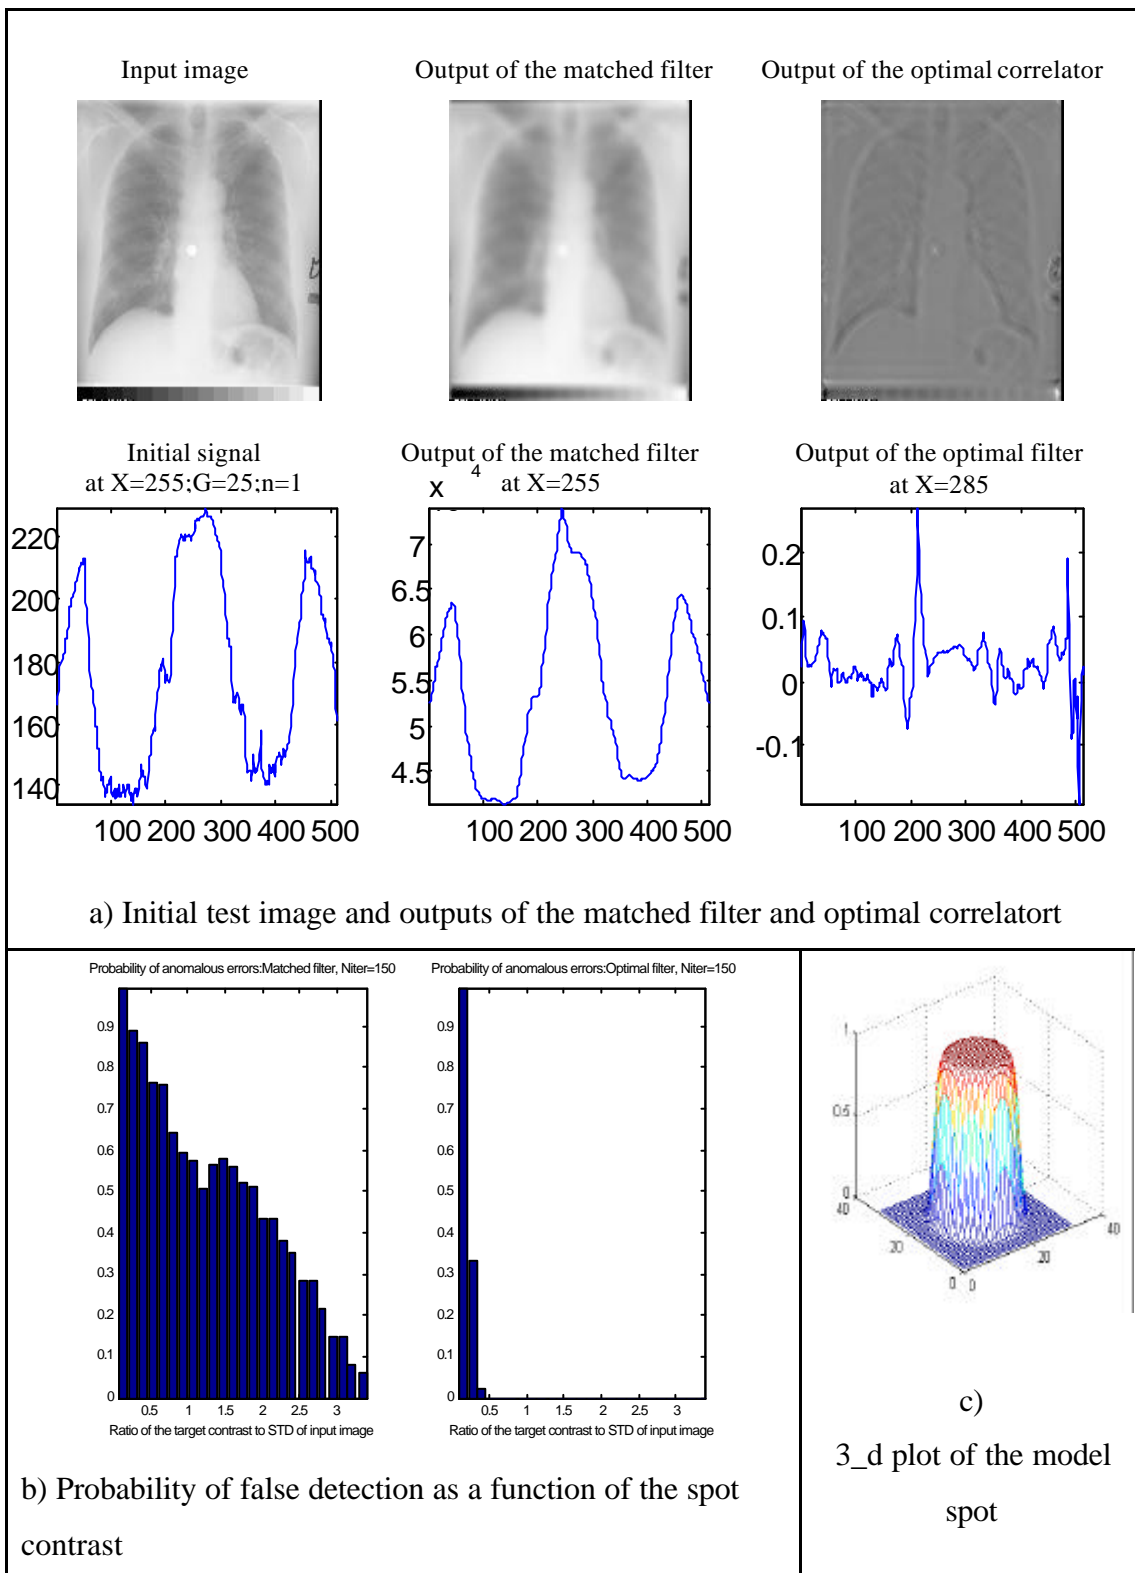 Input image
Output of the matched filter
Output of the optimal correlator
Initial signal
at X=255;G=25;n=1
Output of the matched filter
x 4 at X=255
Output of the optimal filter
at X=285
220
200
180
160
140
100 200 300 400 500
7
6.5
6
5.5
5
4.5
100 200 300 400 500
0.2
0.1
0
-0.1
100 200 300 400 500
a) Initial test image and outputs of the matched filter and optimal correlatort
Probability of anomalous errors:Matched filter, Niter=150
0.9
0.8
0.7
0.6
0.5
0.4
0.3
0.2
0.1
0
0.5 1 1.5 2 2.5 3
Ratio of the target contrast to STD of input image
Probability of anomalous errors:Optimal filter, Niter=150
0.9
0.8
0.7
0.6
0.5
0.4
0.3
0.2
0.1
0
0.5 1 1.5 2 2.5 3
Ratio of the target contrast to STD of input image
b) Probability of false detection as a function of the spot
contrast
1
0.5
0
40
20
0
0
20
40
c)
3_d plot of the model
spot